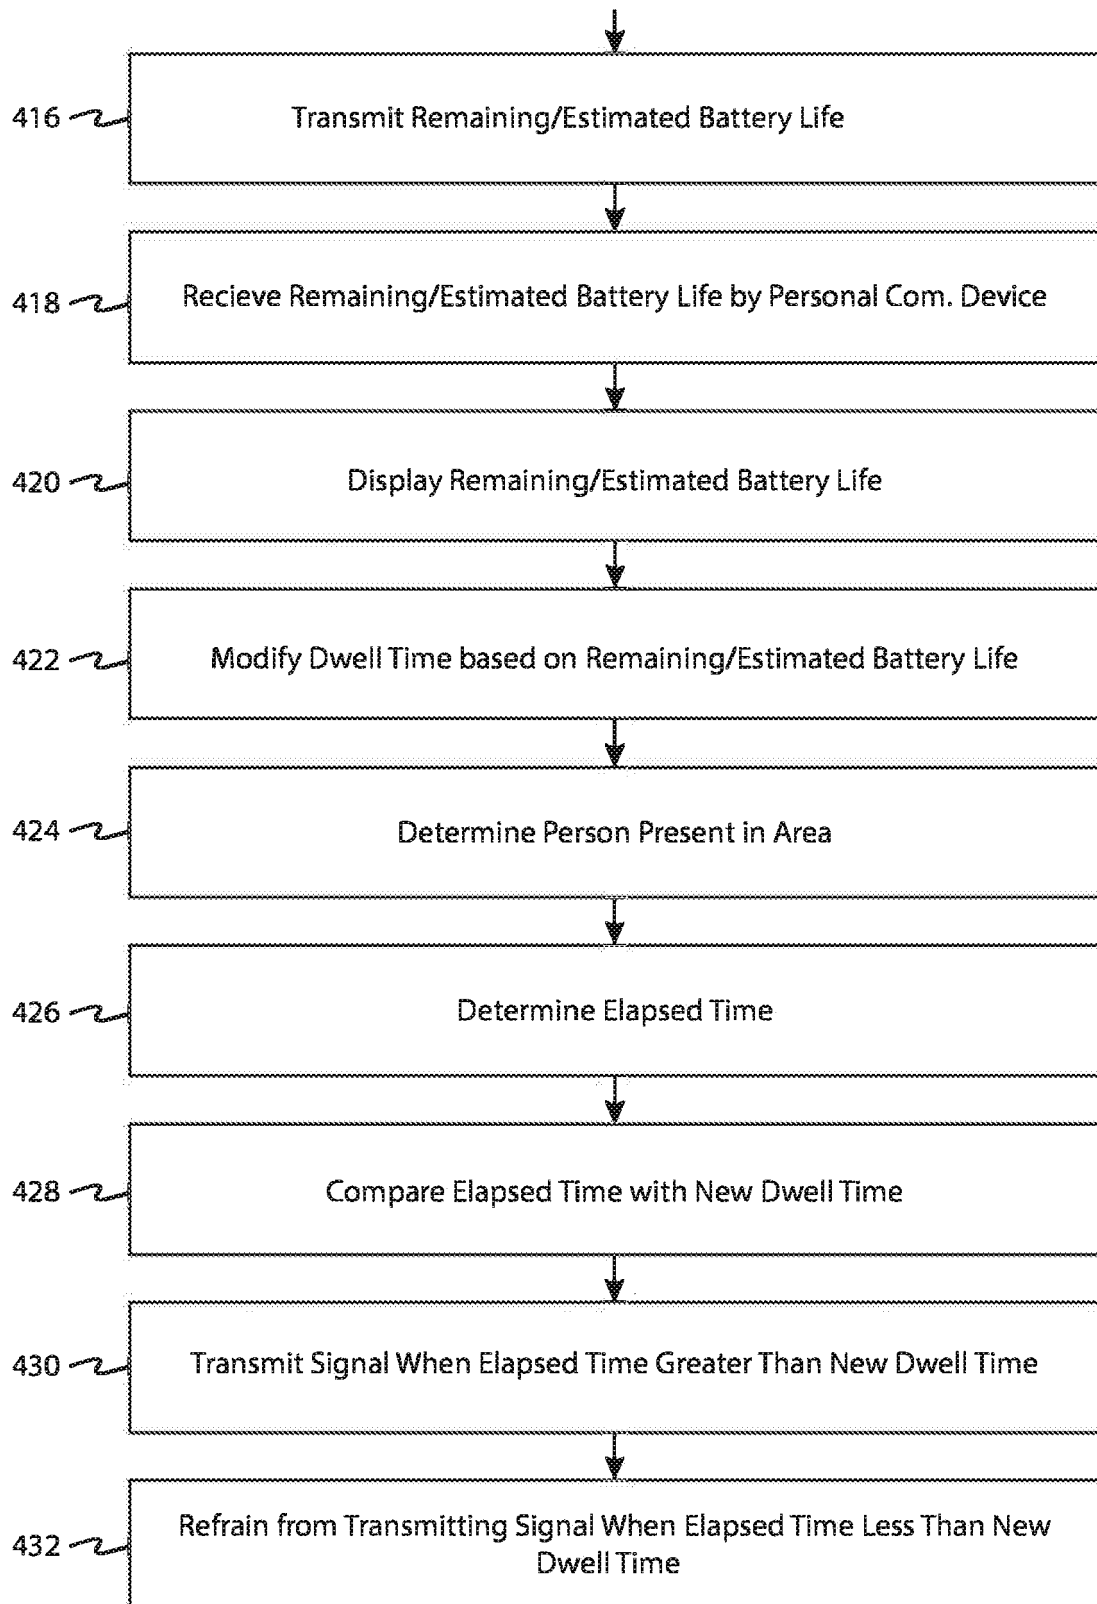 416 Transmit Remaining/Estimated Battery Life
418 Recieve Remaining/Estimated Battery Life by Personal Com. Device
420 Display Remaining/Estimated Battery Life
422 Modify Dwell Time based on Remaining/Estimated Battery Life
424 Determine Person Present in Area
426 Determine Elapsed Time
428 Compare Elapsed Time with New Dwell Time
430 Transmit Signal When Elapsed Time Greater Than New Dwell Time
432 Refrain from Transmitting Signal When Elapsed Time Less Than New
Dwell Time